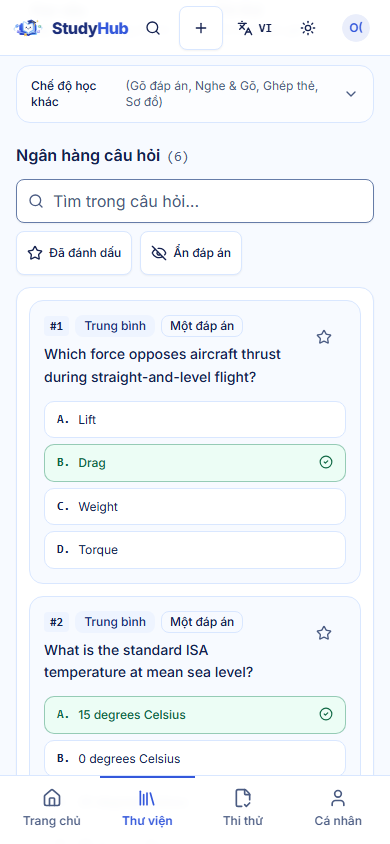 StudyHub
VI
O(
Chế độ học khác
(Gõ đáp án, Nghe & Gõ, Ghép thẻ, Sơ đồ)
Ngân hàng câu hỏi (6)
Tìm trong câu hỏi...
Đã đánh dấu
Ẩn đáp án
#1 Trung bình Một đáp án
Which force opposes aircraft thrust
during straight-and-level flight?
A. Lift
B. Drag
C. Weight
D. Torque
#2 Trung bình Một đáp án
What is the standard ISA
temperature at mean sea level?
A. 15 degrees Celsius
B. 0 degrees Celsius
Trang chủ
Thư viện
Thi thử
Cá nhân